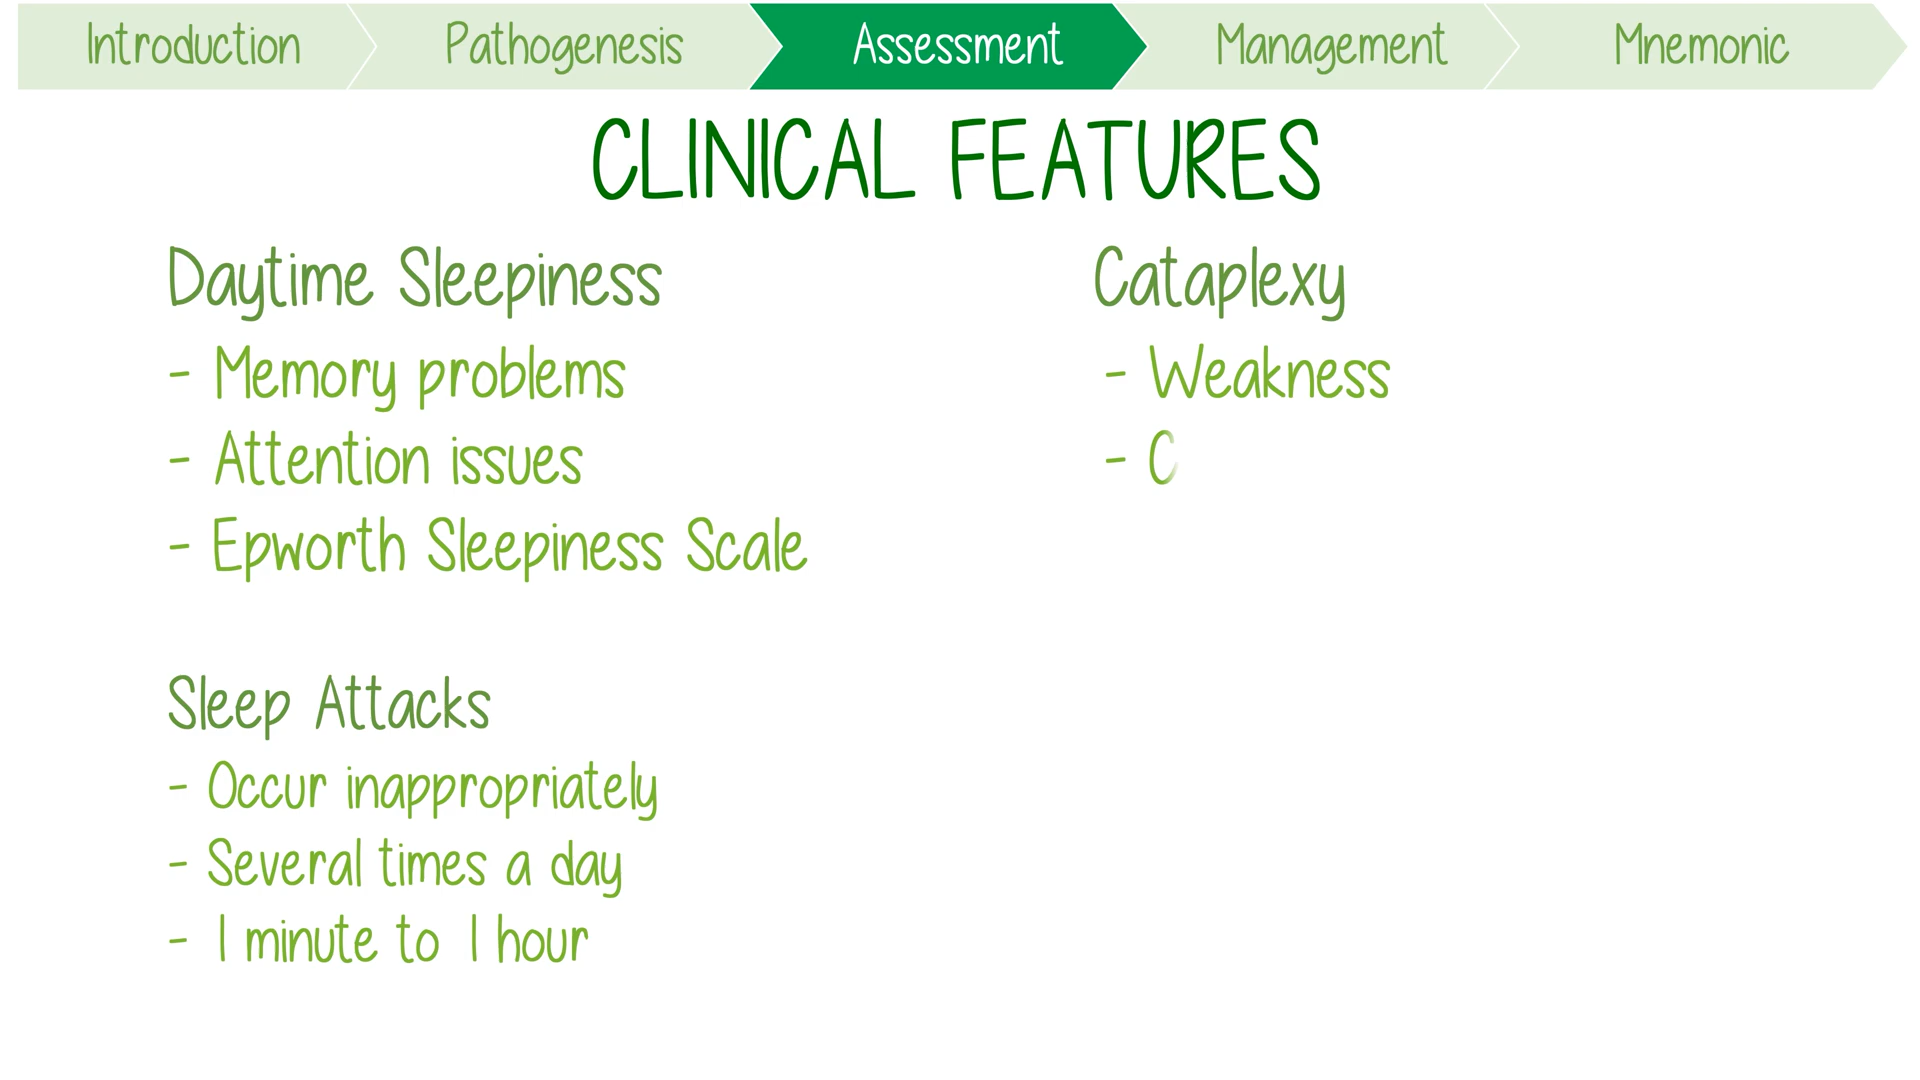 Introduction
Pathogenesis
Assessment
Management
Mnemonic
CLINICAL FEATURES
Daytime Sleepiness
- Memory problems
- Attention issues
- Epworth Sleepiness Scale
Sleep Attacks
- Occur inappropriately
- Several times a day
- 1 minute to 1 hour
Cataplexy
- Weakness
- C